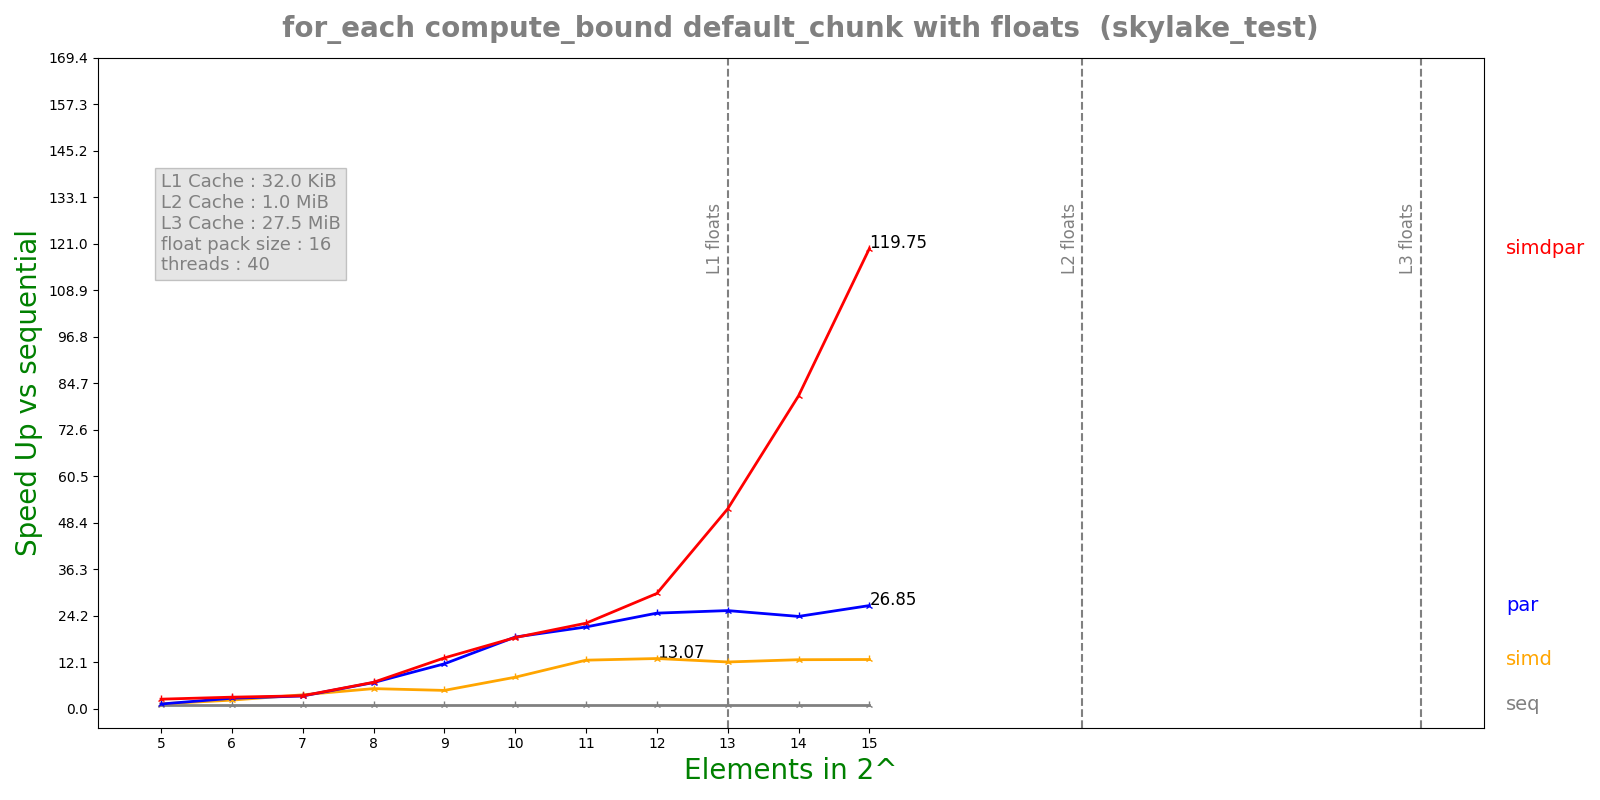 for_each compute_bound default_chunk with floats  (skylake_test)
169.4
157.3
145.2
133.1
121.0
108.9
96.8
84.7
72.6
60.5
48.4
36.3
24.2
12.1
0.0
Speed Up vs sequential
L1 Cache : 32.0 KiB
L2 Cache : 1.0 MiB
L3 Cache : 27.5 MiB
float pack size : 16
threads : 40
L1 floats
L2 floats
L3 floats
119.75
26.85
13.07
simdpar
par
simd
seq
5 6 7 8 9 10 11 12 13 14 15
Elements in 2^